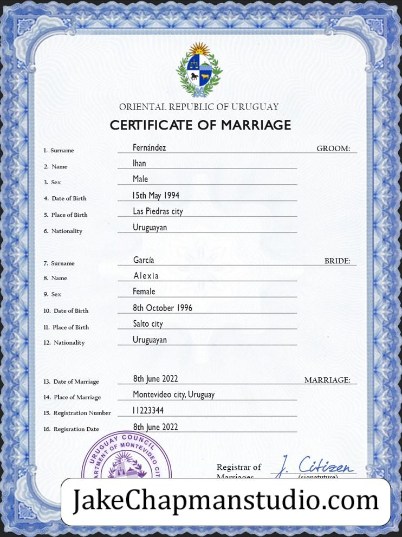 ORIENTAL REPUBLIC OF URUGUAY
CERTIFICATE OF MARRIAGE
1. Surname Fernández GROOM:
2. Name Ihan
3. Sex Male
4. Date of Birth 15th May 1994
5. Place of Birth Las Piedras city
6. Nationality Uruguayan
7. Surname García BRIDE:
8. Name Alexia
9. Sex Female
10. Date of Birth 8th October 1996
11. Place of Birth Salto city
12. Nationality Uruguayan
13. Date of Marriage 8th June 2022 MARRIAGE:
14. Place of Marriage Montevideo city, Uruguay
15. Registration Number 11223344
16. Registration Date 8th June 2022
URUGUAY COUNCIL
DEPARTMENT OF MONTEVIDEO
Registrar of J. Citizen
Marriages (signature)
JakeChapmanstudio.com